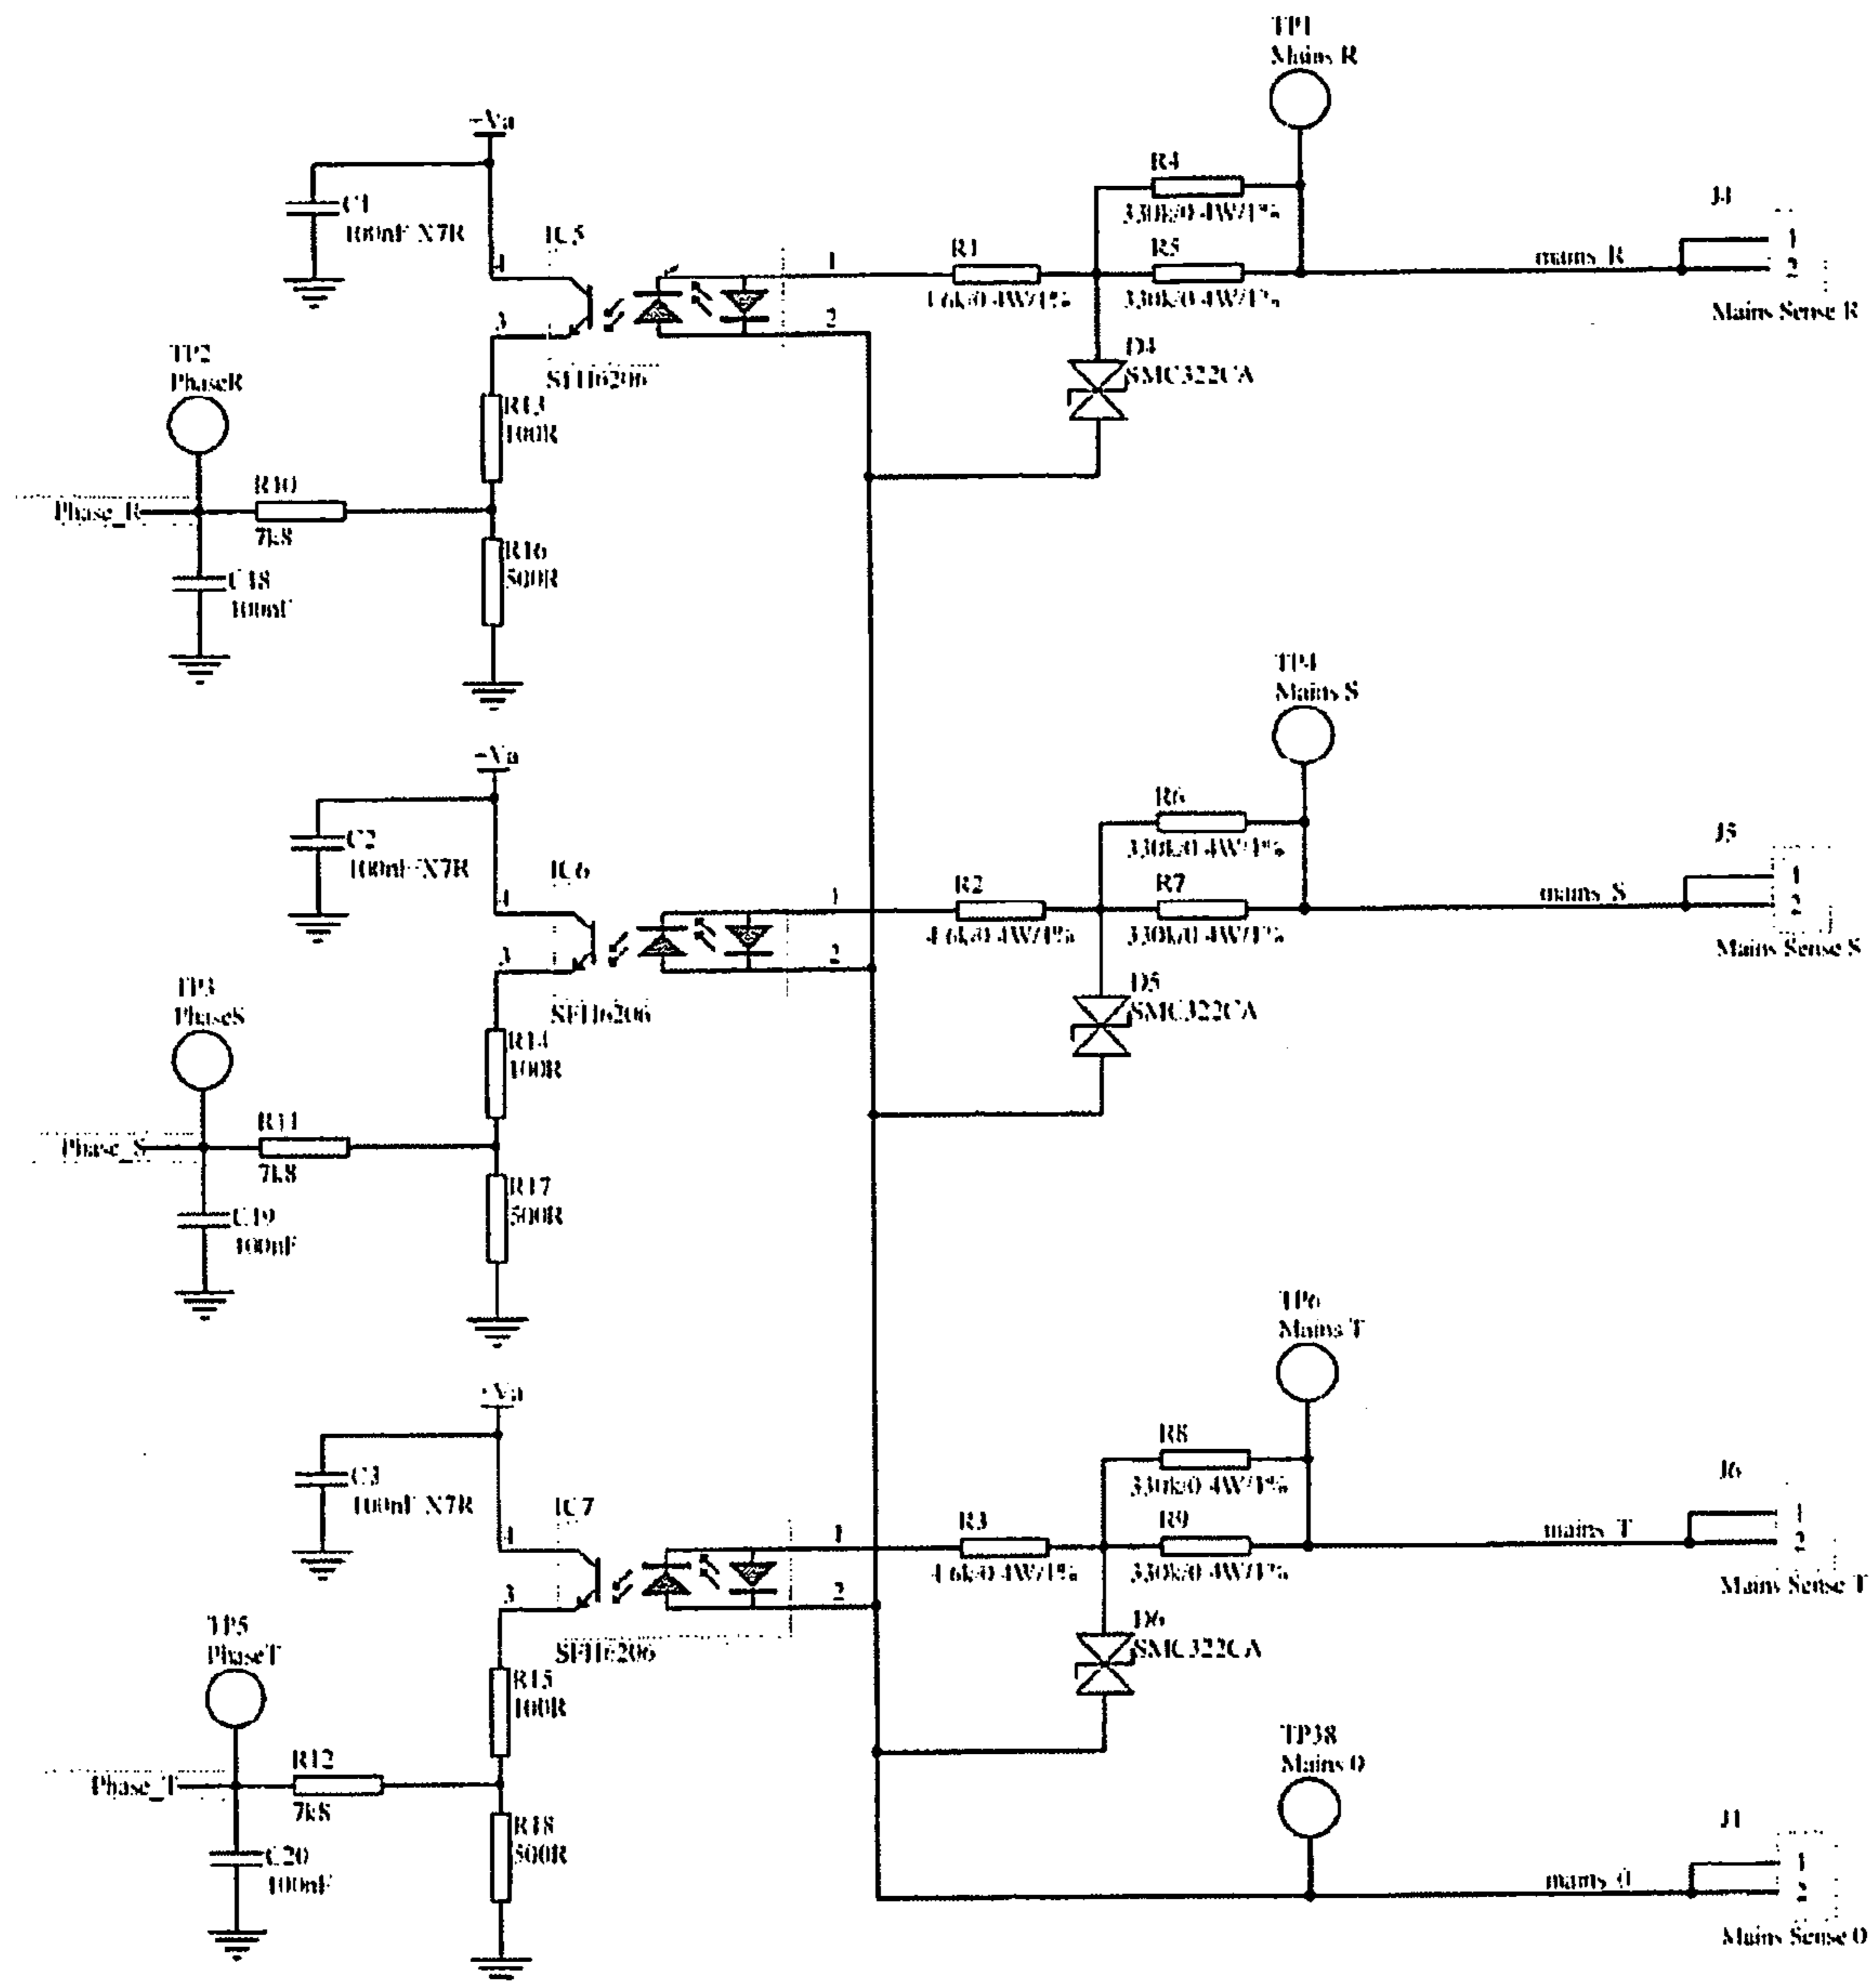 TP1
Mains R
+Va
R4
330k/0.4W/1%
C1
100nF X7R
IC5
4
1
R1
4.6k/0.4W/1%
R5
330k/0.4W/1%
mains_R
J4
1
2
Mains Sense R
3
2
SFH6206
D4
SMC322CA
TP2
PhaseR
R13
100R
Phase_R
R10
7k8
R16
500R
C18
100nF
TP4
Mains S
+Va
R6
330k/0.4W/1%
C2
100nF X7R
IC6
4
1
R2
4.6k/0.4W/1%
R7
330k/0.4W/1%
mains_S
J5
1
2
Mains Sense S
3
2
SFH6206
D5
SMC322CA
TP3
PhaseS
R14
100R
Phase_S
R11
7k8
R17
500R
C19
100nF
TP6
Mains T
+Va
R8
330k/0.4W/1%
C3
100nF X7R
IC7
4
1
R3
4.6k/0.4W/1%
R9
330k/0.4W/1%
mains_T
J6
1
2
Mains Sense T
3
2
SFH6206
D6
SMC322CA
TP5
PhaseT
R15
100R
Phase_T
R12
7k8
R18
500R
C20
100nF
TP38
Mains 0
mains_0
J1
1
2
Mains Sense 0